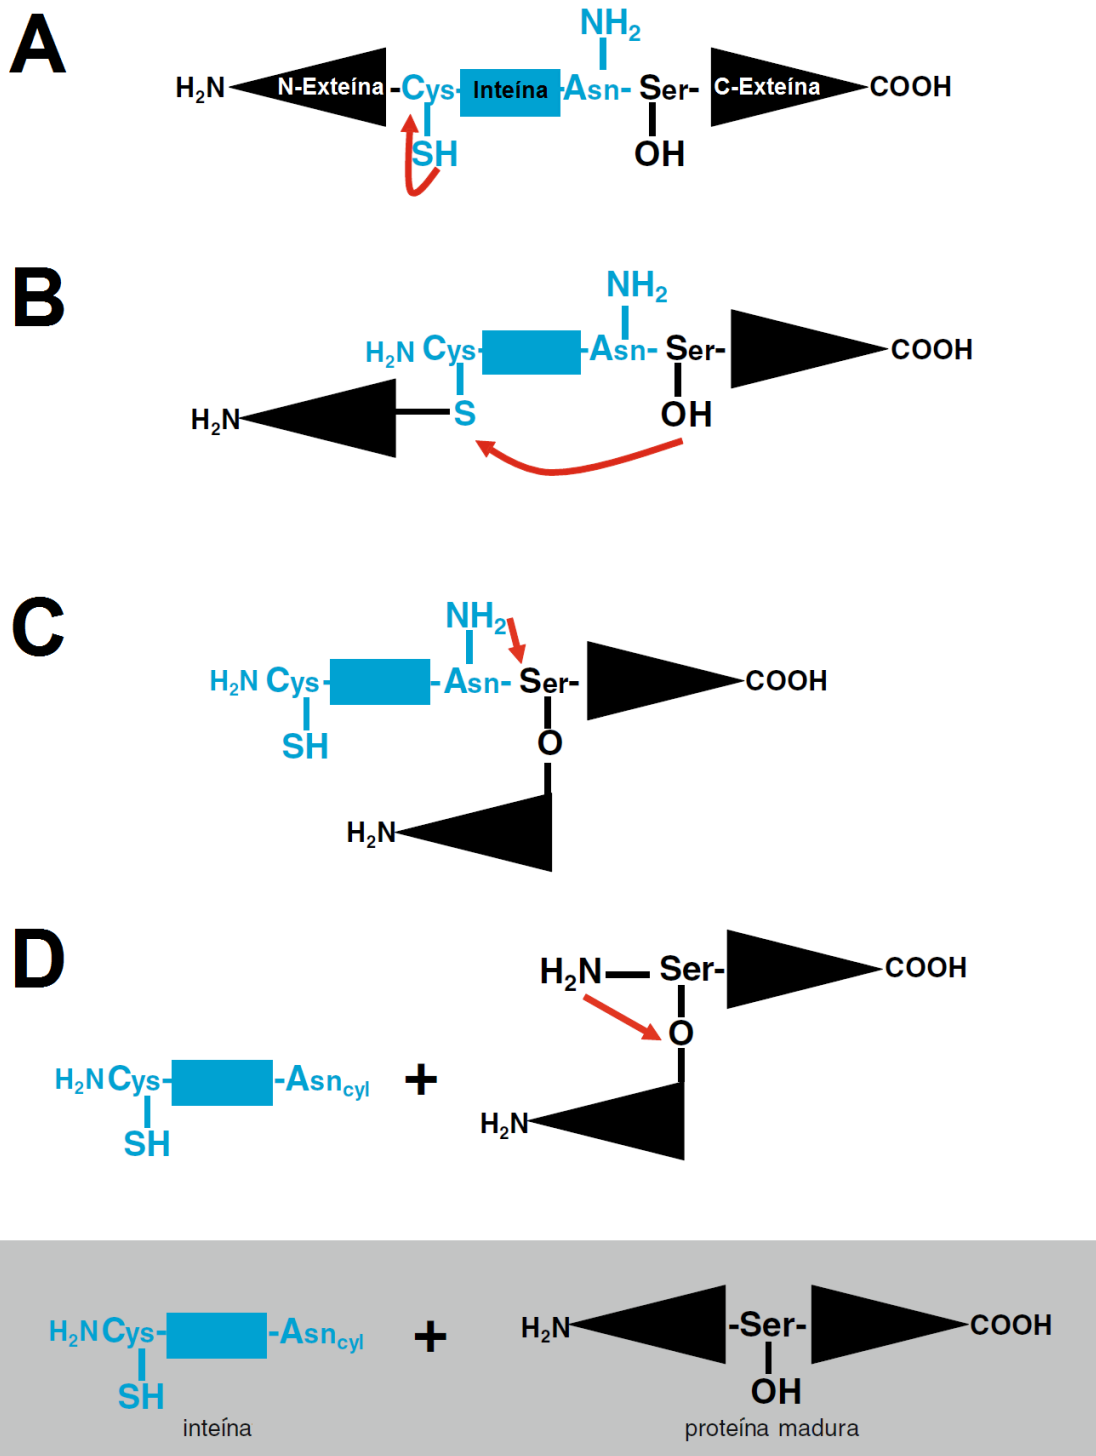 A
NH2
H2N N-Exteína -Cys- Inteína -Asn- Ser- C-Exteína COOH
SH OH
B
NH2
H2N Cys- -Asn- Ser- COOH
H2N S OH
C
NH2
H2N Cys- -Asn- Ser- COOH
SH O
H2N
D
H2N Ser- COOH
O
H2N Cys- -Asncyl +
SH H2N
H2N Cys- -Asncyl + H2N -Ser- COOH
SH OH
inteína proteína madura